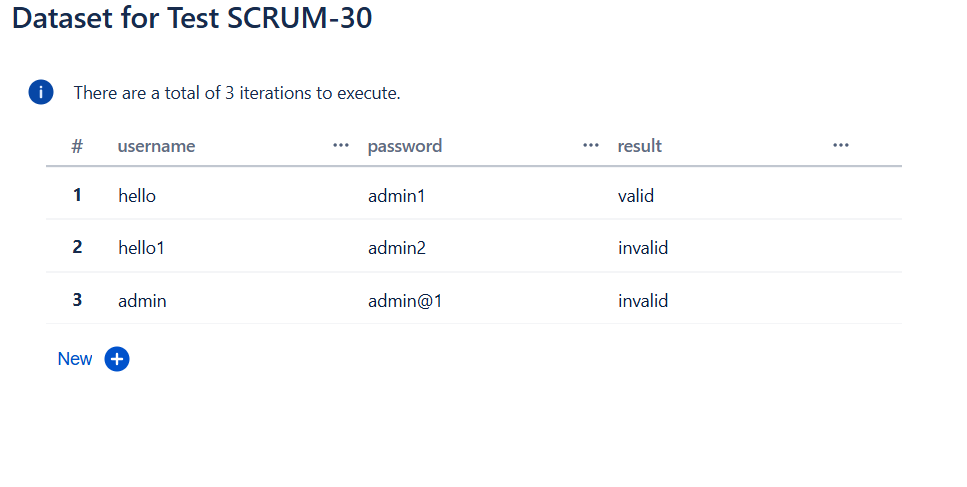 Dataset for Test SCRUM-30
i There are a total of 3 iterations to execute.
# username ··· password ··· result ···
1 hello admin1 valid
2 hello1 admin2 invalid
3 admin admin@1 invalid
New +